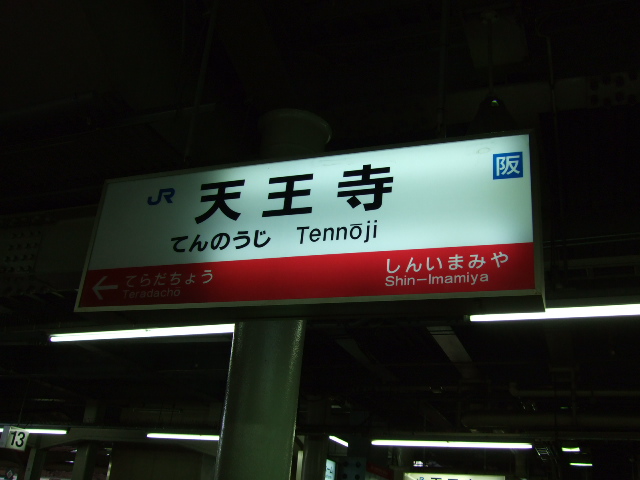 JR 天王寺 阪
てんのうじ Tennōji
← てらだちょう しんいまみや
Teradacho Shin-Imamiya
13